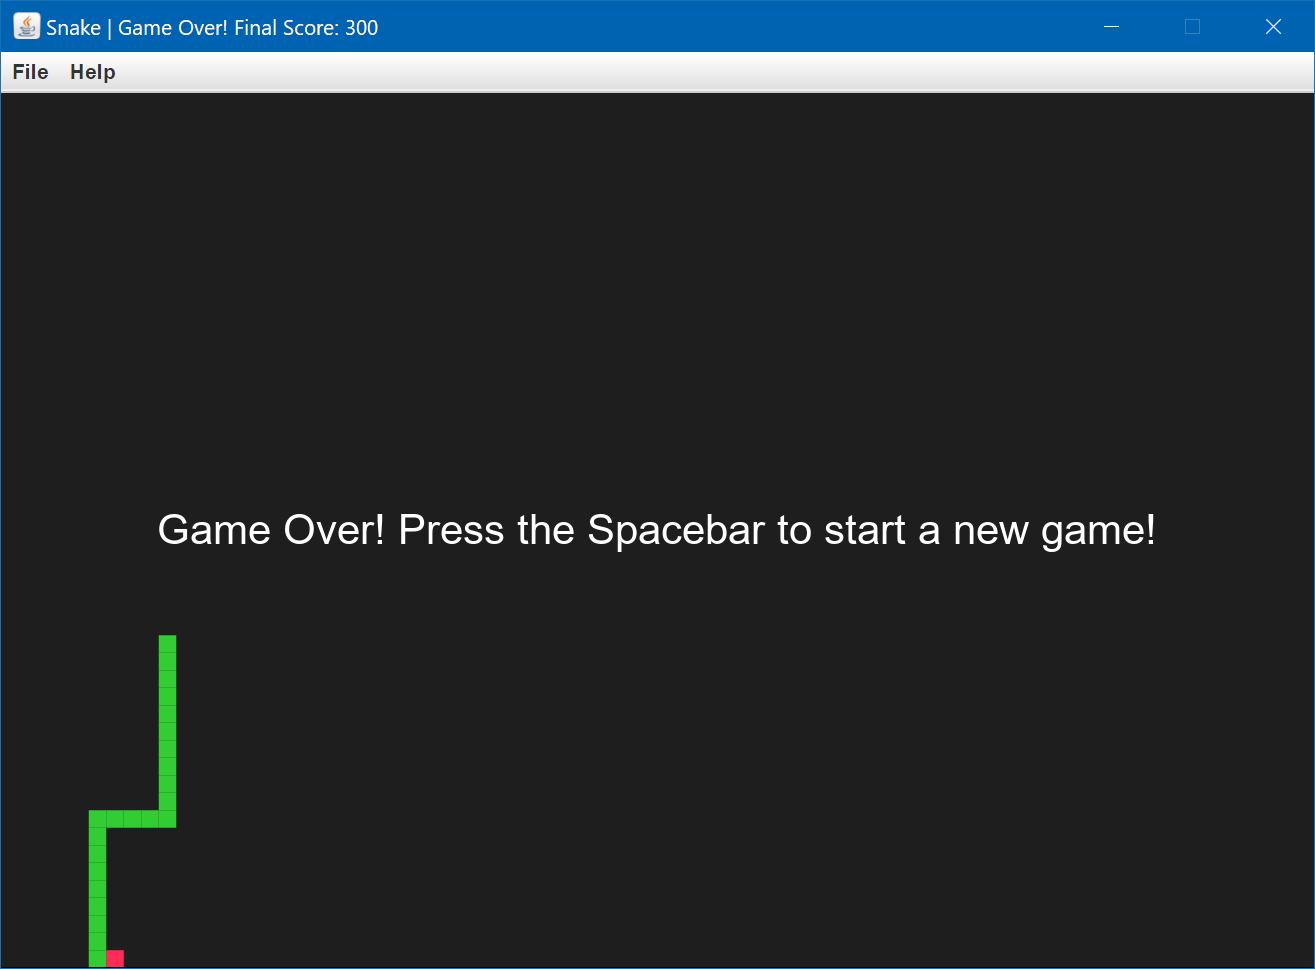 Snake | Game Over! Final Score: 300
File Help
Game Over! Press the Spacebar to start a new game!